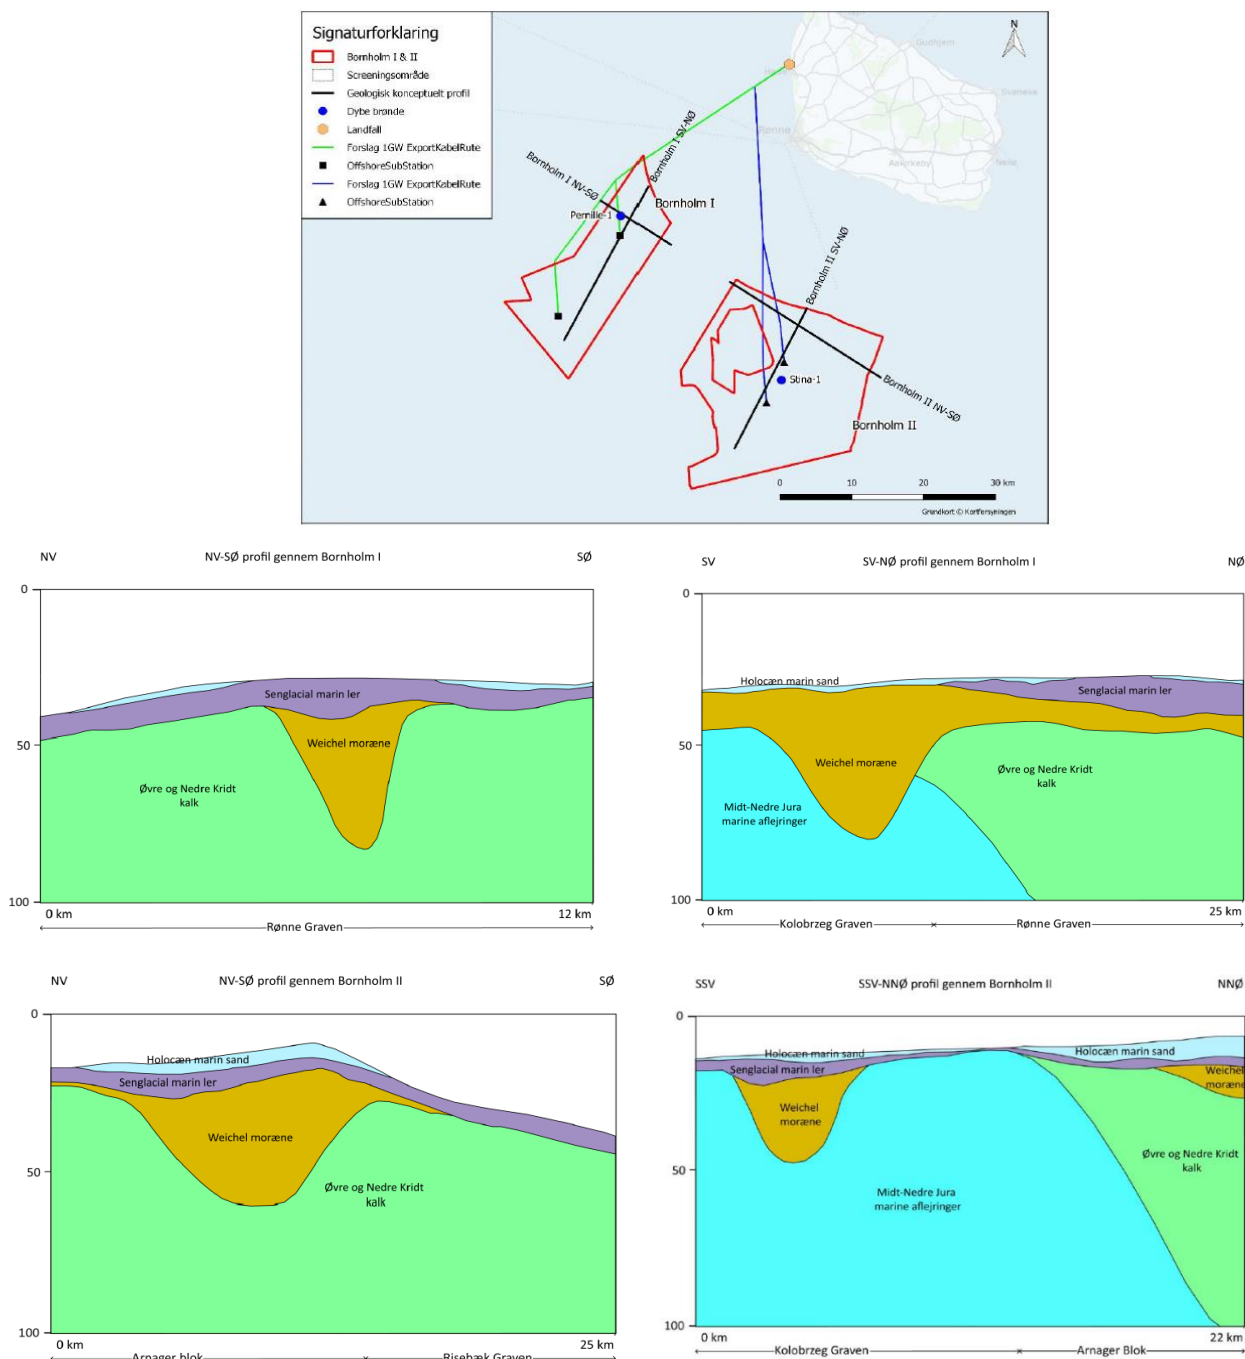 Signaturforklaring
Bornholm I & II
Screeningsområde
Geologisk konceptuelt profil
Dybe brønde
Landfall
Forslag 1GW ExportKabelRute
OffshoreSubStation
Forslag 1GW ExportKabelRute
OffshoreSubStation
N
Gudhjem
Svaneke
Rønne
Aakirkeby
Nexø
Bornholm I SV-NØ
Bornholm I NV-SØ
Pernille-1
Bornholm I
Bornholm II SV-NØ
Stina-1
Bornholm II NV-SØ
Bornholm II
0 10 20 30 km
Grundkort © Kortforsyningen
NV NV-SØ profil gennem Bornholm I SØ
0
Senglacial marin ler
50
Weichel moræne
Øvre og Nedre Kridt
kalk
100
0 km 12 km
Rønne Graven
SV SV-NØ profil gennem Bornholm I NØ
0
Holocæn marin sand
Senglacial marin ler
50
Weichel moræne
Øvre og Nedre Kridt
kalk
Midt-Nedre Jura
marine aflejringer
100
0 km 25 km
Kolobrzeg Graven Rønne Graven
NV NV-SØ profil gennem Bornholm II SØ
0
Holocæn marin sand
Senglacial marin ler
Weichel moræne
50
Øvre og Nedre Kridt
kalk
100
0 km 25 km
Arnager blok Risebæk Graven
SSV SSV-NNØ profil gennem Bornholm II NNØ
0
Holocæn marin sand
Holocæn marin sand
Senglacial marin ler
Weichel
moræne
Weichel
moræne
50
Øvre og Nedre Kridt
kalk
Midt-Nedre Jura
marine aflejringer
100
0 km 22 km
Kolobrzeg Graven Arnager Blok